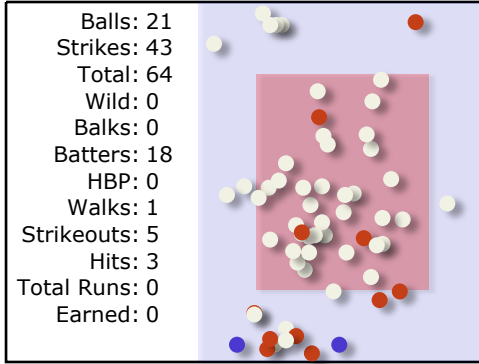 Balls: 21
Strikes: 43
Total: 64
Wild: 0
Balks: 0
Batters: 18
HBP: 0
Walks: 1
Strikeouts: 5
Hits: 3
Total Runs: 0
Earned: 0